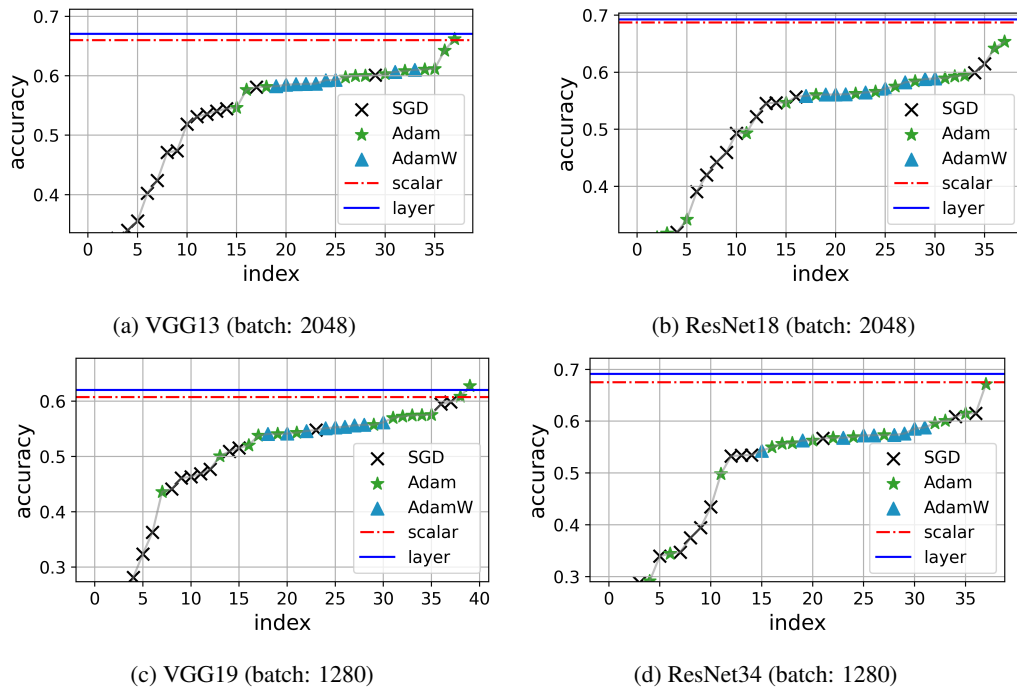 0.7
0.6
0.5
0.4
accuracy
0 5 10 15 20 25 30 35
index
SGD
Adam
AdamW
scalar
layer
(a) VGG13 (batch: 2048)
0.7
0.6
0.5
0.4
accuracy
0 5 10 15 20 25 30 35
index
SGD
Adam
AdamW
scalar
layer
(b) ResNet18 (batch: 2048)
0.6
0.5
0.4
0.3
accuracy
0 5 10 15 20 25 30 35 40
index
SGD
Adam
AdamW
scalar
layer
(c) VGG19 (batch: 1280)
0.7
0.6
0.5
0.4
0.3
accuracy
0 5 10 15 20 25 30 35
index
SGD
Adam
AdamW
scalar
layer
(d) ResNet34 (batch: 1280)